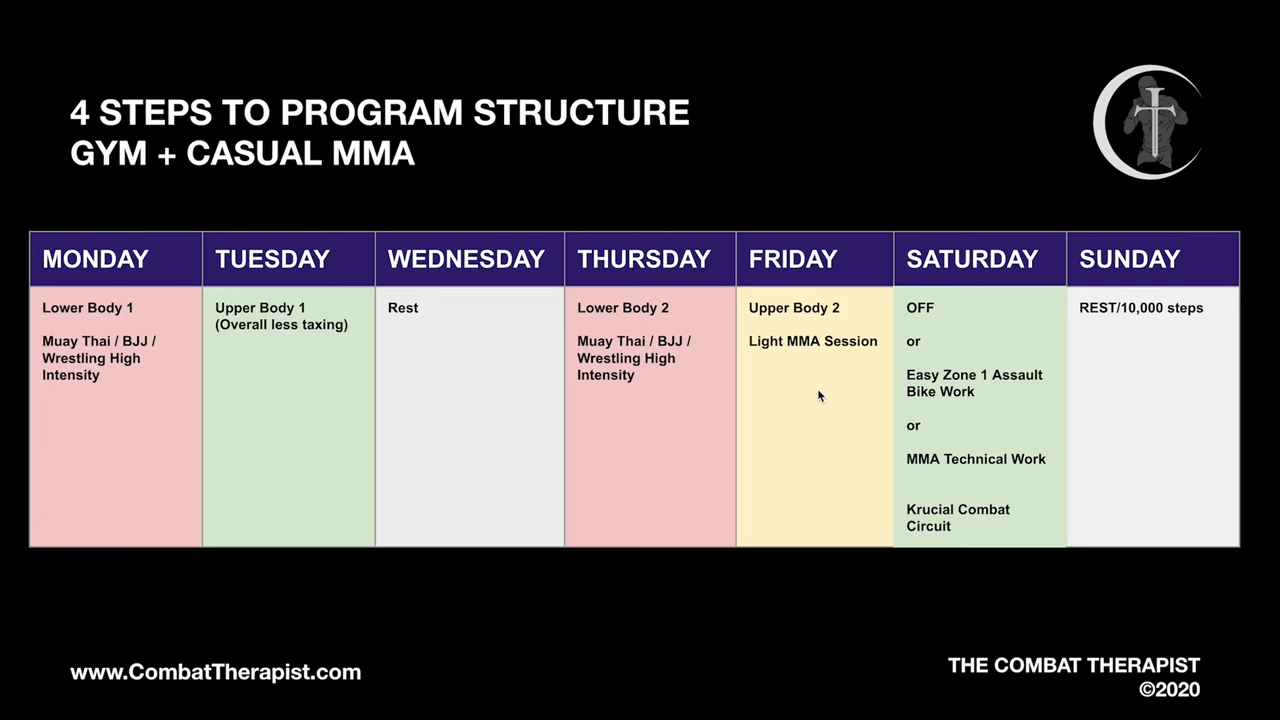 4 STEPS TO PROGRAM STRUCTURE
GYM + CASUAL MMA
MONDAY
TUESDAY
WEDNESDAY
THURSDAY
FRIDAY
SATURDAY
SUNDAY
Lower Body 1
Muay Thai / BJJ /
Wrestling High
Intensity
Upper Body 1
(Overall less taxing)
Rest
Lower Body 2
Muay Thai / BJJ /
Wrestling High
Intensity
Upper Body 2
Light MMA Session
OFF
or
Easy Zone 1 Assault
Bike Work
or
MMA Technical Work
Krucial Combat
Circuit
REST/10,000 steps
www.CombatTherapist.com
THE COMBAT THERAPIST
©2020